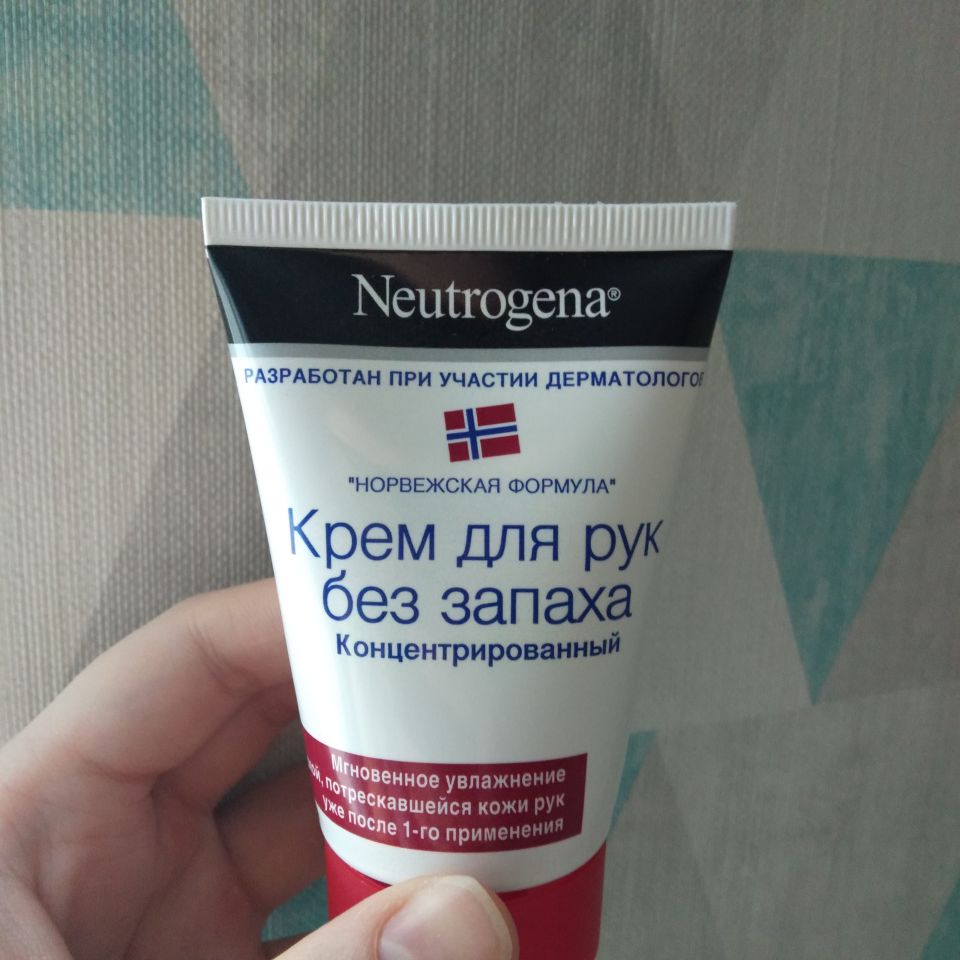 Neutrogena®
РАЗРАБОТАН ПРИ УЧАСТИИ ДЕРМАТОЛОГОВ
"НОРВЕЖСКАЯ ФОРМУЛА"
Крем для рук
без запаха
Концентрированный
Мгновенное увлажнение
потрескавшейся кожи рук
уже после 1-го применения